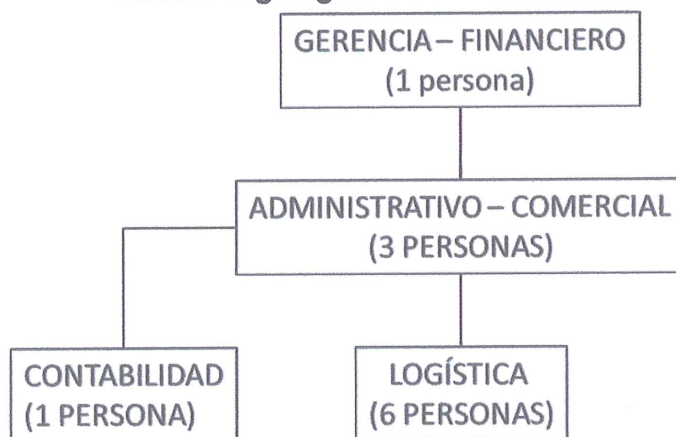 GERENCIA – FINANCIERO
(1 persona)
ADMINISTRATIVO – COMERCIAL
(3 PERSONAS)
CONTABILIDAD
(1 PERSONA)
LOGÍSTICA
(6 PERSONAS)